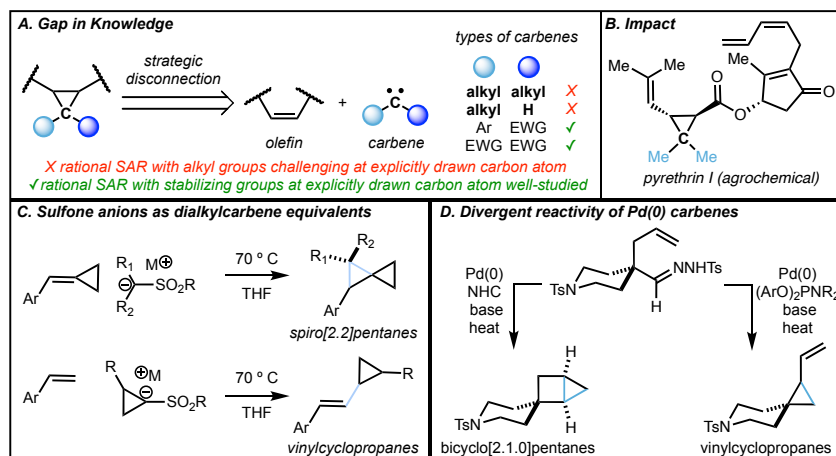 A. Gap in Knowledge
strategic
disconnection
C
olefin
+
C
carbene
types of carbenes
alkyl alkyl X
alkyl H X
Ar EWG ✓
EWG EWG ✓
X rational SAR with alkyl groups challenging at explicitly drawn carbon atom
✓rational SAR with stabilizing groups at explicitly drawn carbon atom well-studied
B. Impact
Me
Me
O
O
Me
O
C
Me
Me
pyrethrin I (agrochemical)
C. Sulfone anions as dialkylcarbene equivalents
Ar
R1
R2
M⊕
⊖
SO2R
70 º C
THF
R1
R2
Ar
spiro[2.2]pentanes
Ar
R
⊕M
⊖
SO2R
70 º C
THF
Ar
R
vinylcyclopropanes
D. Divergent reactivity of Pd(0) carbenes
Pd(0)
NHC
base
heat
TsN
NNHTs
H
Pd(0)
(ArO)2PNR2
base
heat
TsN
H
H
bicyclo[2.1.0]pentanes
TsN
vinylcyclopropanes